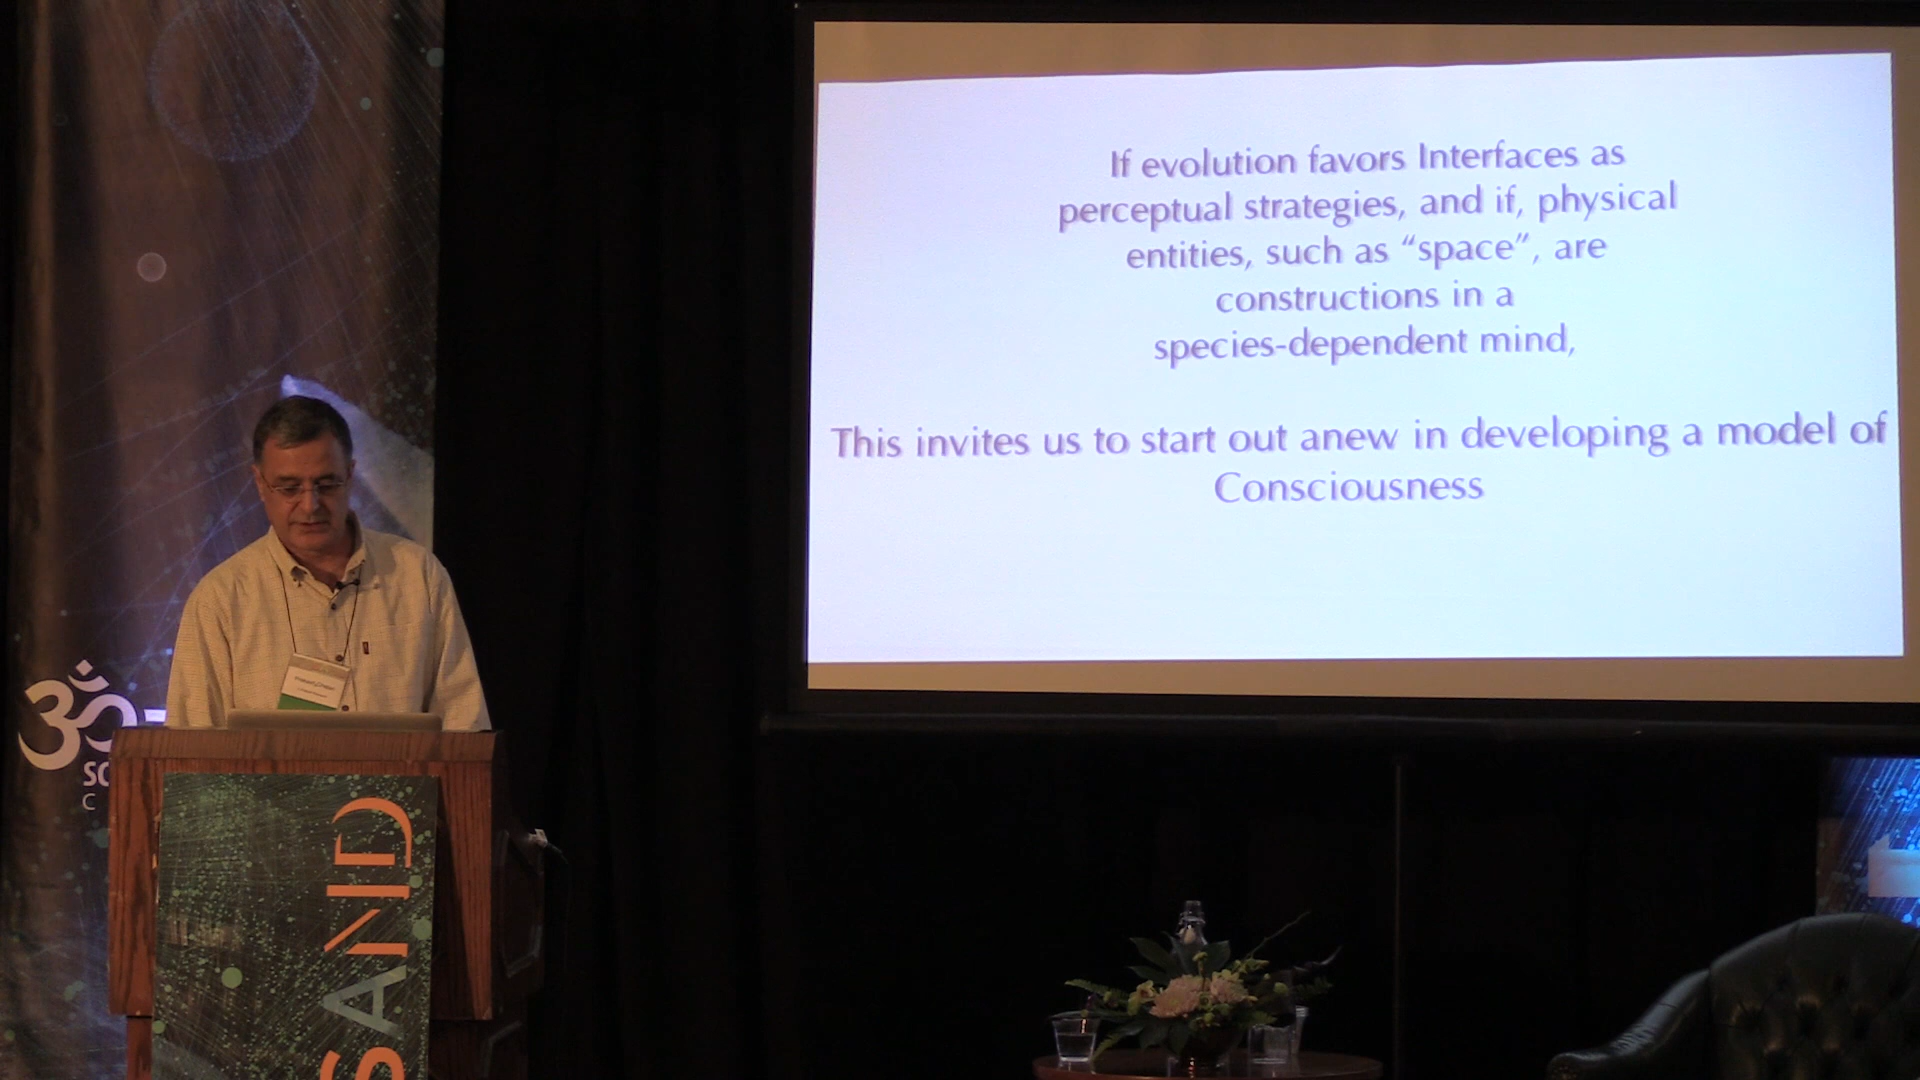 If evolution favors Interfaces as
perceptual strategies, and if, physical
entities, such as “space”, are
constructions in a
species-dependent mind,
This invites us to start out anew in developing a model of
Consciousness
ॐ
SC
C
SAND